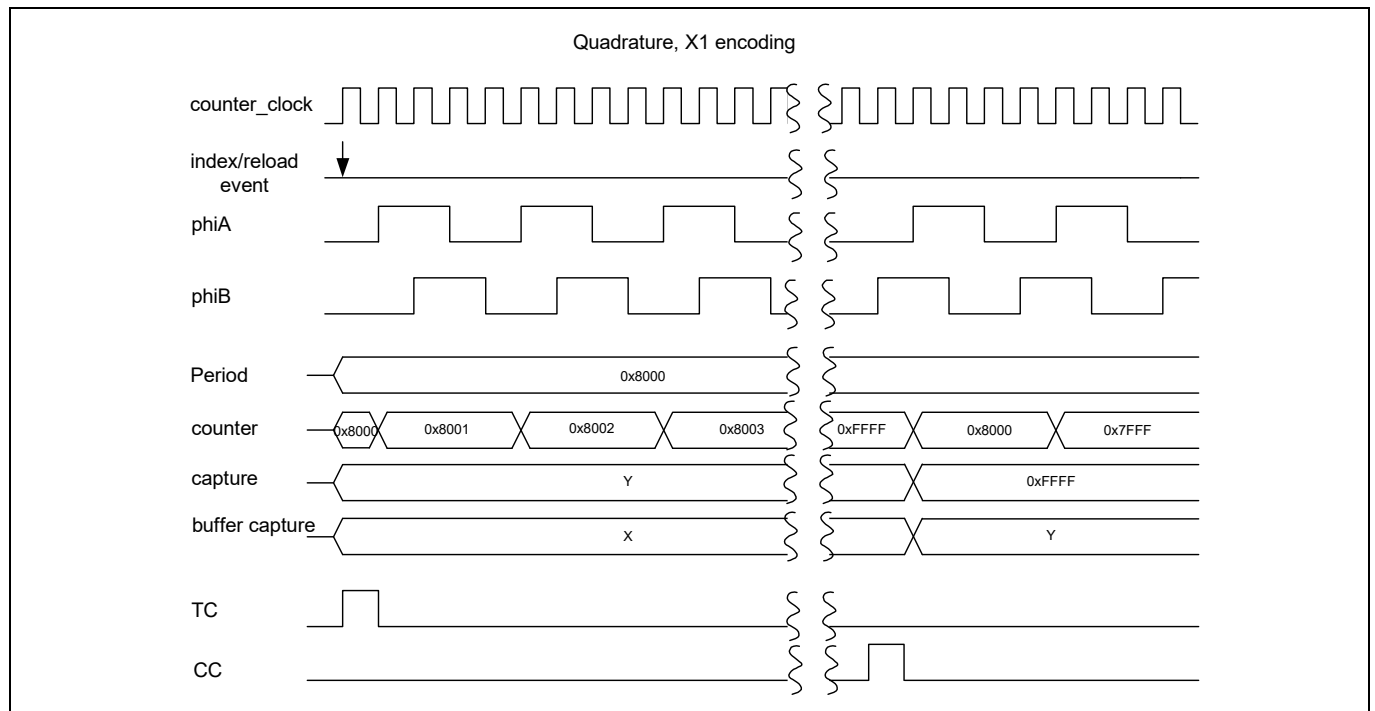 Quadrature, X1 encoding
counter_clock
index/reload
event
phiA
phiB
Period
0x8000
counter
0x8000
0x8001
0x8002
0x8003
0xFFFF
0x8000
0x7FFF
capture
Y
0xFFFF
buffer capture
X
Y
TC
CC